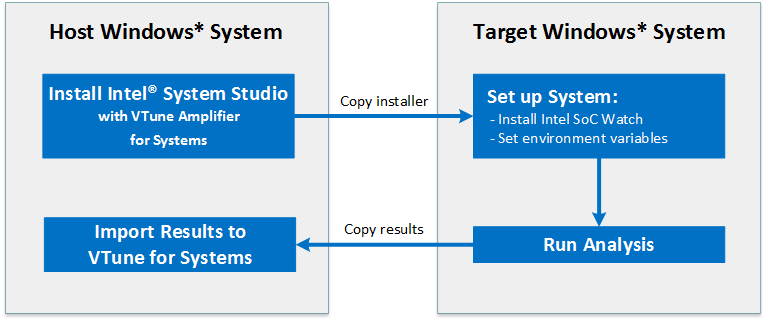 Host Windows* System
Install Intel® System Studio
with VTune Amplifier
for Systems
Copy installer
Target Windows* System
Set up System:
- Install Intel SoC Watch
- Set environment variables
Run Analysis
Copy results
Import Results to
VTune for Systems